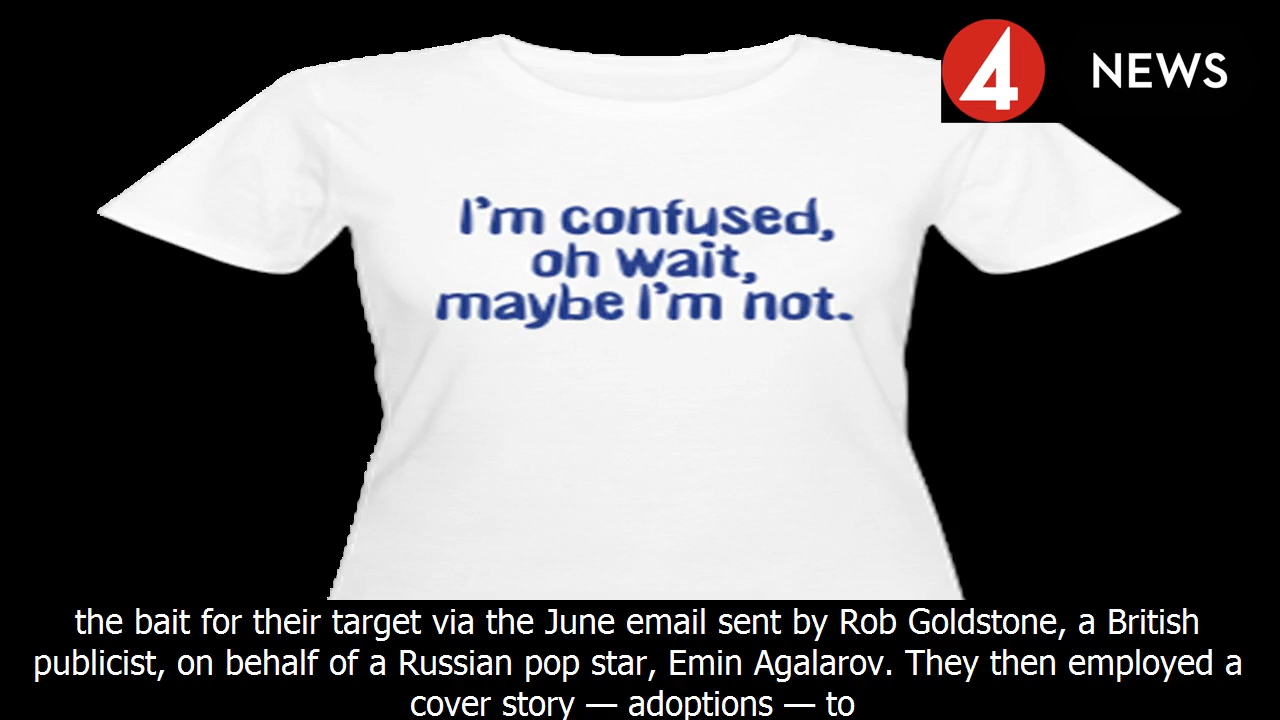 4 NEWS
I'm confused,
oh wait,
maybe I'm not.
the bait for their target via the June email sent by Rob Goldstone, a British
publicist, on behalf of a Russian pop star, Emin Agalarov. They then employed a
cover story — adoptions — to